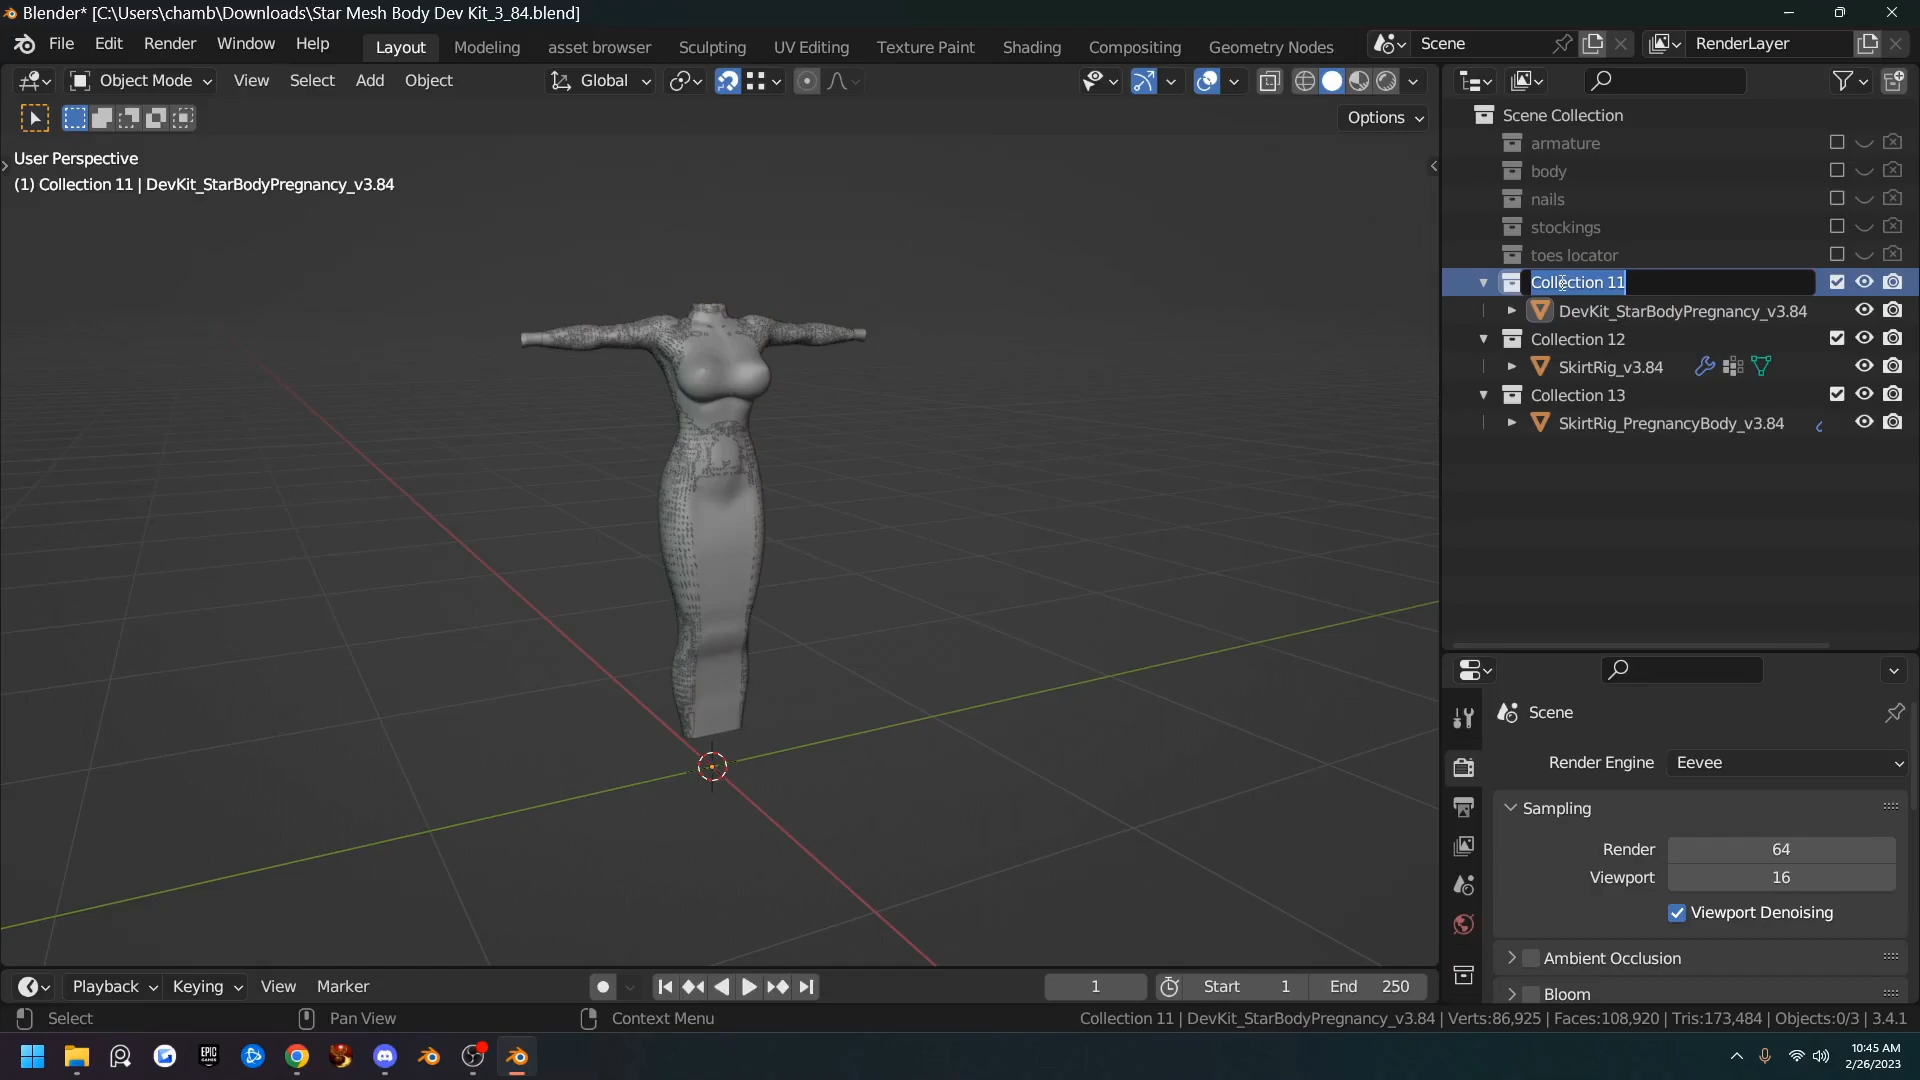 Blender* [C:\Users\chamb\Downloads\Star Mesh Body Dev Kit_3_84.blend]
File Edit Render Window Help Layout Modeling asset browser Sculpting UV Editing Texture Paint Shading Compositing Geometry Nodes Scene RenderLayer
Object Mode View Select Add Object Global
Options
User Perspective
(1) Collection 11 | DevKit_StarBodyPregnancy_v3.84
Scene Collection
armature
body
nails
stockings
toes locator
Collection 11
DevKit_StarBodyPregnancy_v3.84
Collection 12
SkirtRig_v3.84
Collection 13
SkirtRig_PregnancyBody_v3.84
Scene
Render Engine Eevee
Sampling
Render 64
Viewport 16
Viewport Denoising
Ambient Occlusion
Bloom
Playback Keying View Marker 1 Start 1 End 250
Select Pan View Context Menu Collection 11 | DevKit_StarBodyPregnancy_v3.84 | Verts:86,925 | Faces:108,920 | Tris:173,484 | Objects:0/3 | 3.4.1
EPIC
GAMES
10:45 AM
2/26/2023